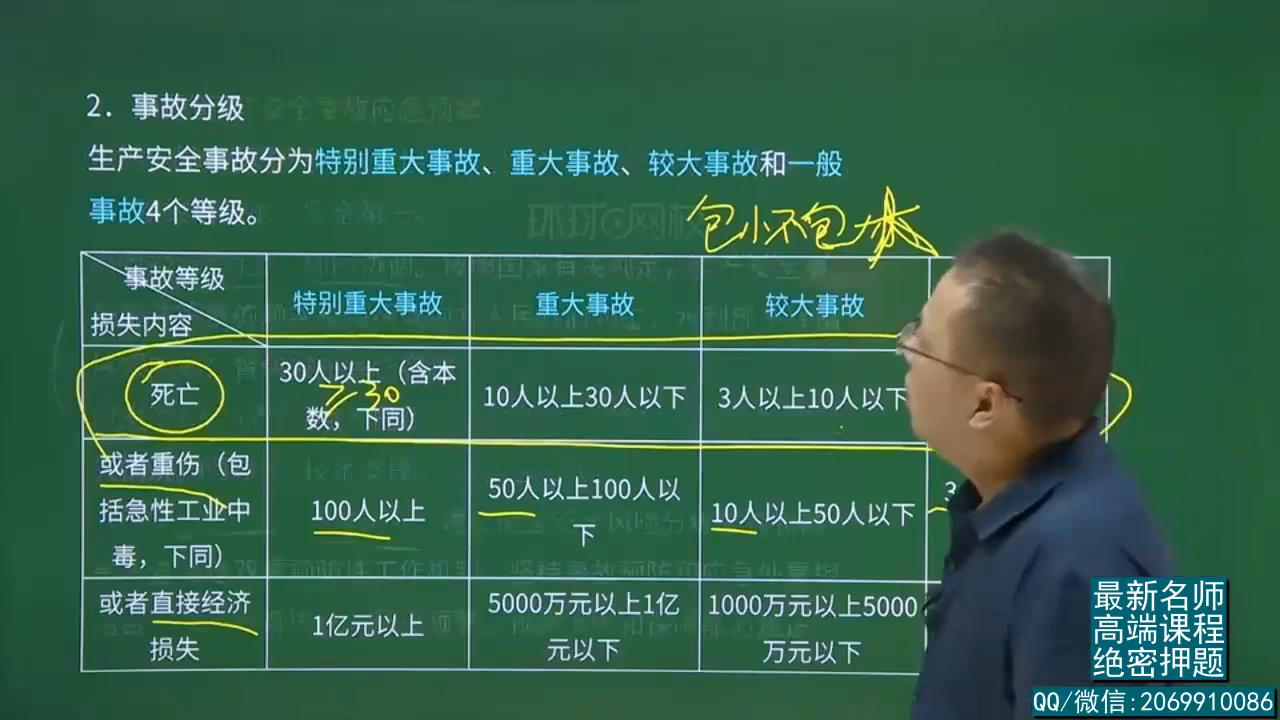 2. 事故分级
生产安全事故分为特别重大事故、重大事故、较大事故和一般
事故4个等级。
环球网校
包小不包大
事故等级
损失内容
特别重大事故
重大事故
较大事故
死亡
30人以上（含本
数，下同）
≥30
10人以上30人以下
3人以上10人以下
或者重伤（包
括急性工业中
毒，下同）
100人以上
50人以上100人以
下
10人以上50人以下
3
或者直接经济
损失
1亿元以上
5000万元以上1亿
元以下
1000万元以上5000
万元以下
最新名师
高端课程
绝密押题
QQ/微信:2069910086